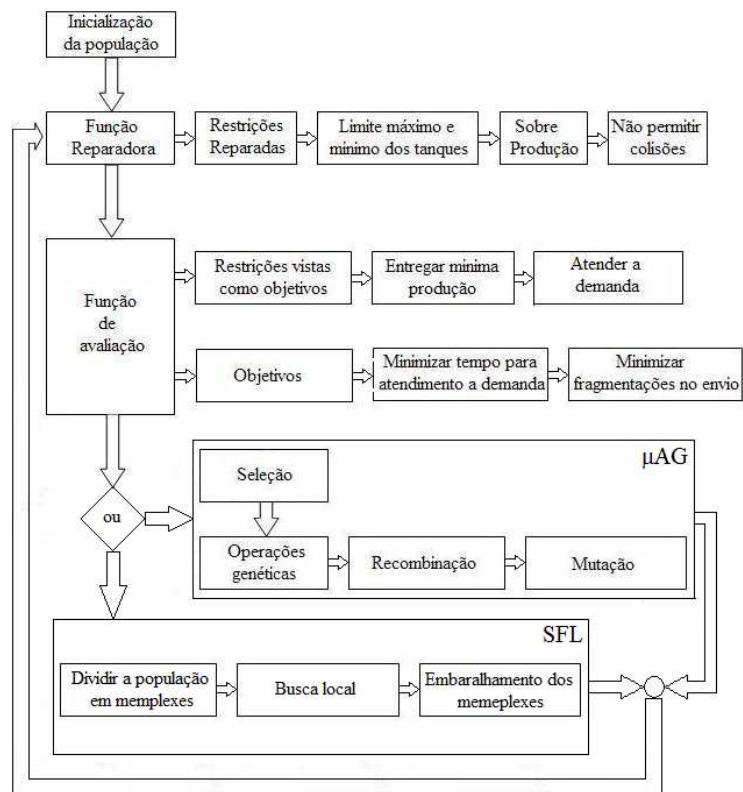 Inicialização
da população
Função
Reparadora
Restrições
Reparadas
Limite máximo e
mínimo dos tanques
Sobre
Produção
Não permitir
colisões
Função
de
avaliação
Restrições vistas
como objetivos
Entregar mínima
produção
Atender a
demanda
Objetivos
Minimizar tempo para
atendimento a demanda
Minimizar
fragmentações no envio
ou
μAG
Seleção
Operações
genéticas
Recombinação
Mutação
SFL
Dividir a população
em memplexes
Busca local
Embaralhamento dos
memeplexes